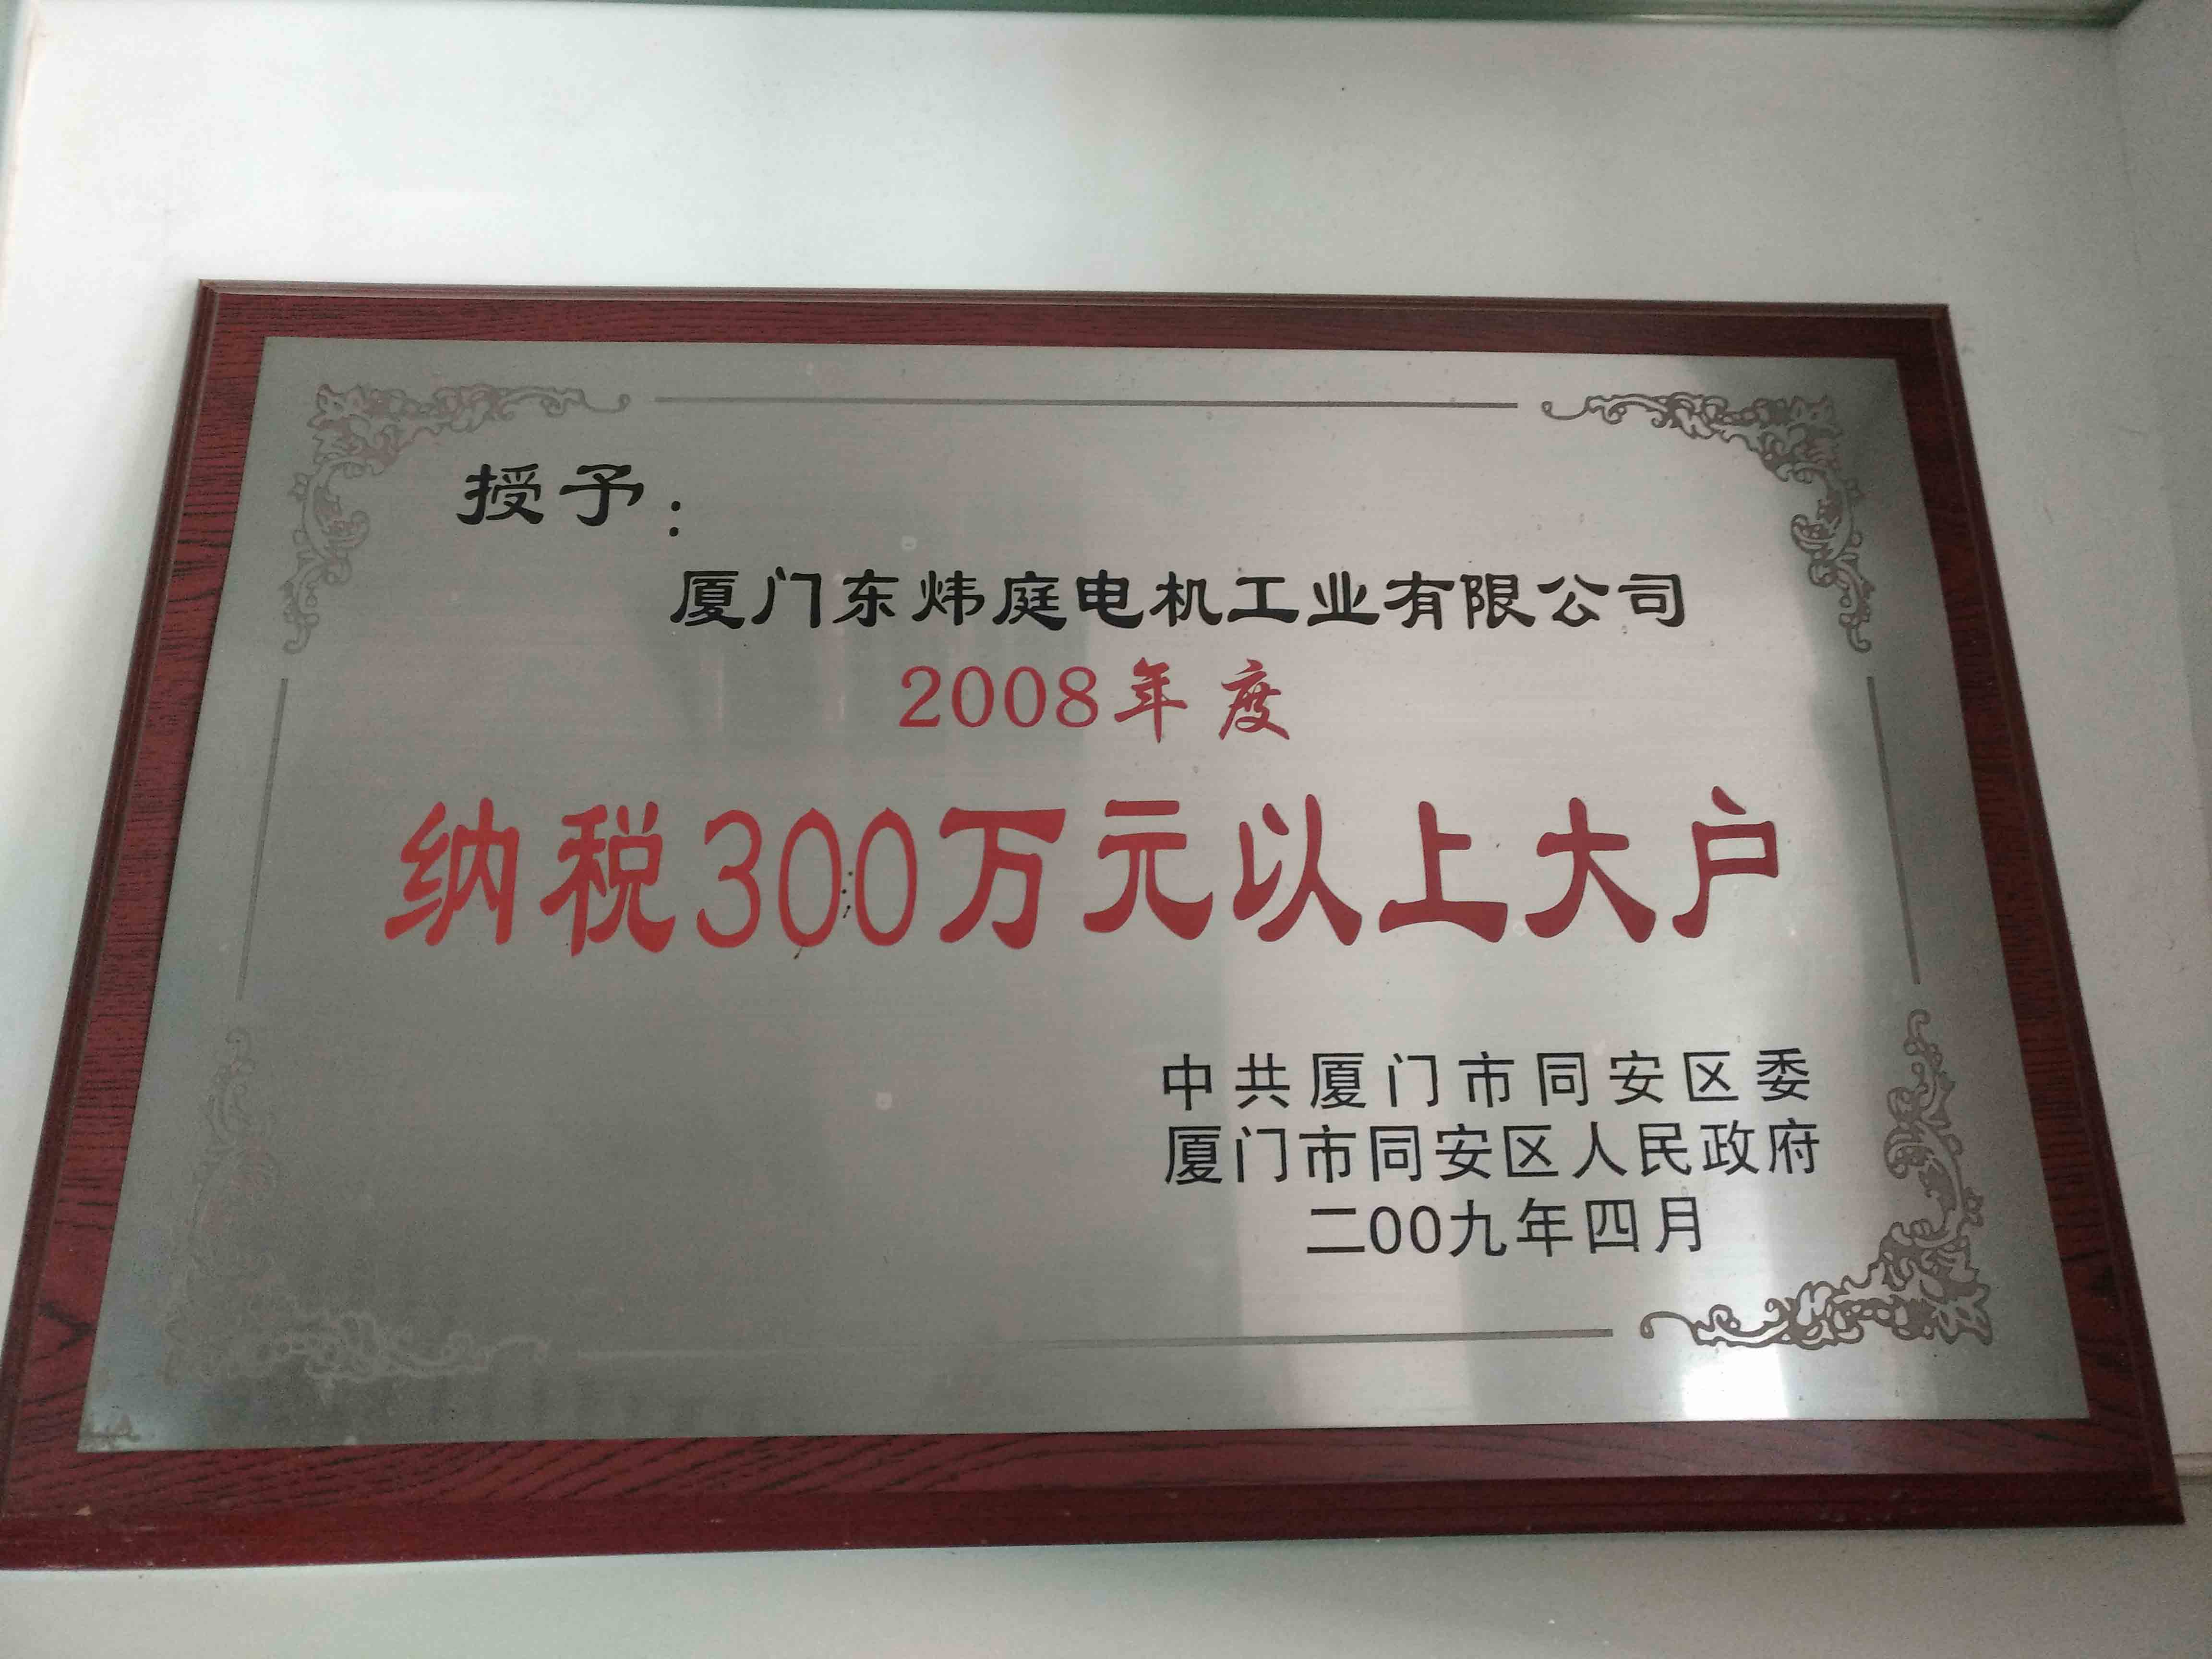 授予：
厦门东炜庭电机工业有限公司
2008年度
纳税300万元以上大户
中共厦门市同安区委
厦门市同安区人民政府
二00九年四月